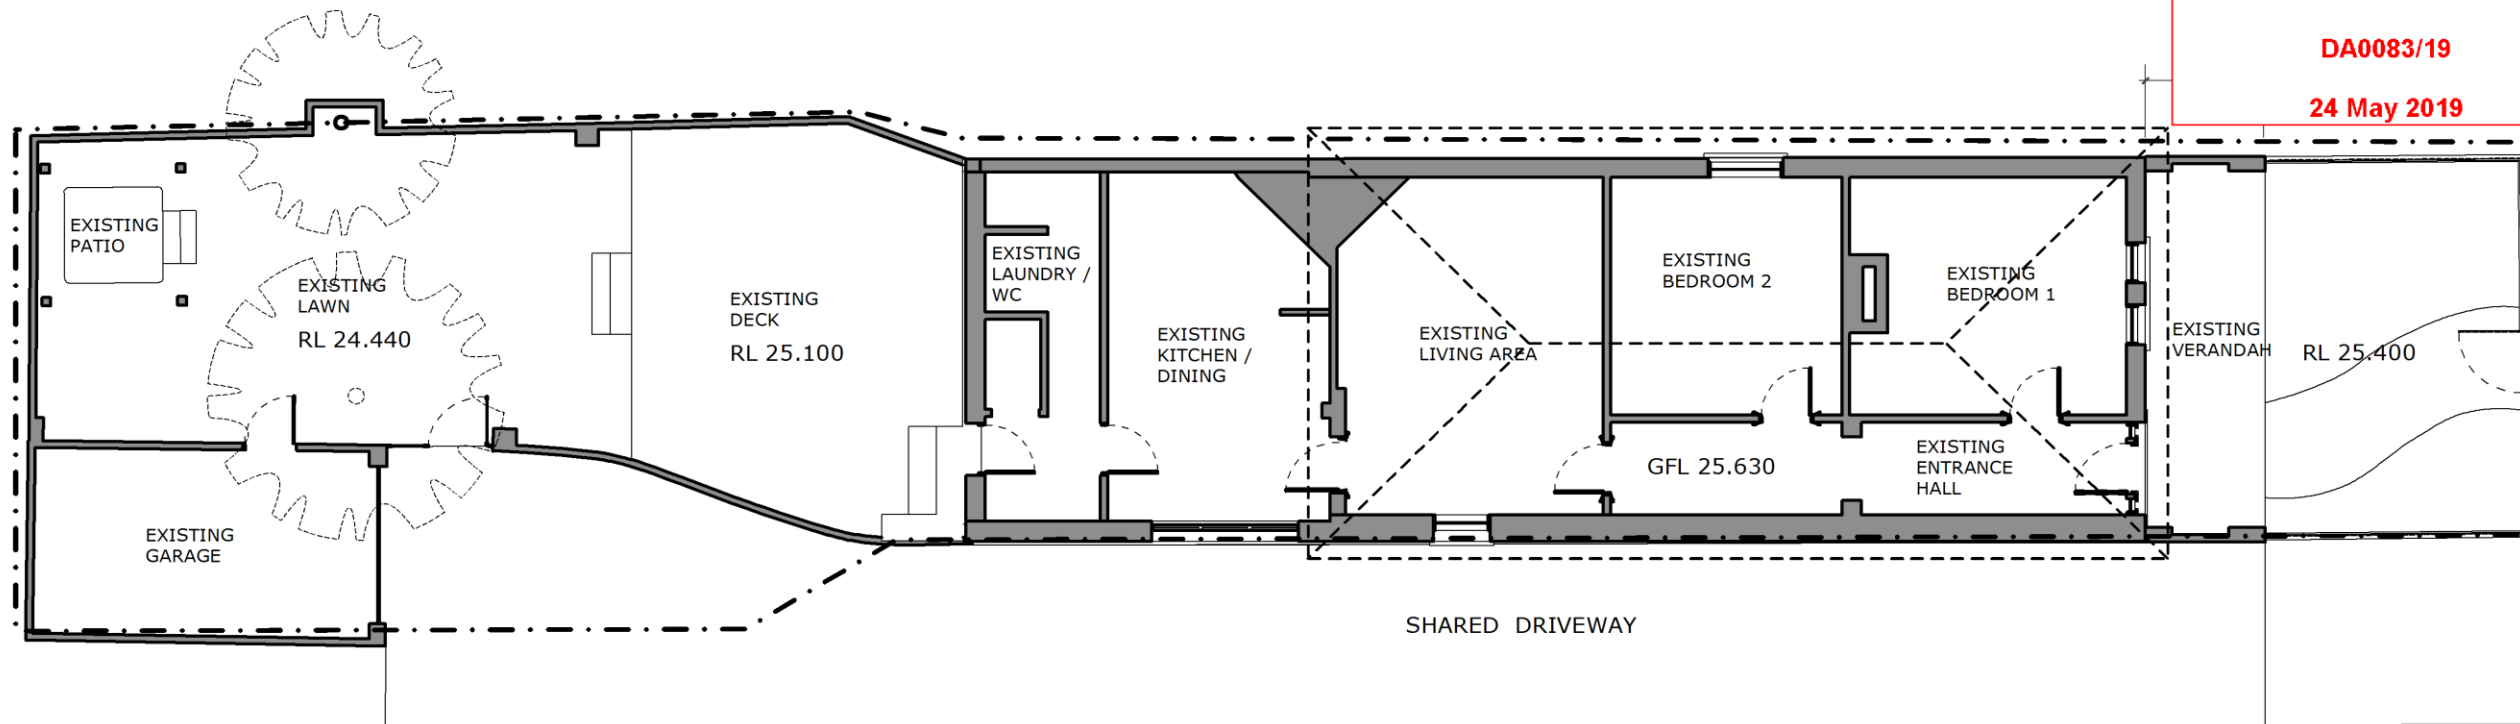 DA0083/19
24 May 2019
EXISTING
PATIO
EXISTING
LAWN
RL 24.440
EXISTING
DECK
RL 25.100
EXISTING
LAUNDRY /
WC
EXISTING
KITCHEN /
DINING
EXISTING
LIVING AREA
EXISTING
BEDROOM 2
EXISTING
BEDROOM 1
EXISTING
VERANDAH
RL 25.400
GFL 25.630
EXISTING
ENTRANCE
HALL
EXISTING
GARAGE
SHARED DRIVEWAY